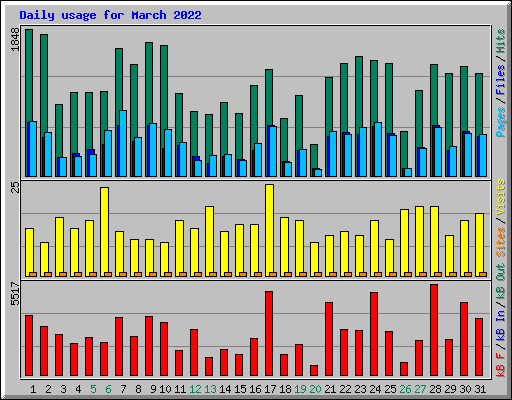 Daily usage for March 2022
1848
Pages / Files / Hits
25
Sites / Visits
5517
kB F / kB In / kB Out
1 2 3 4 5 6 7 8 9 10 11 12 13 14 15 16 17 18 19 20 21 22 23 24 25 26 27 28 29 30 31